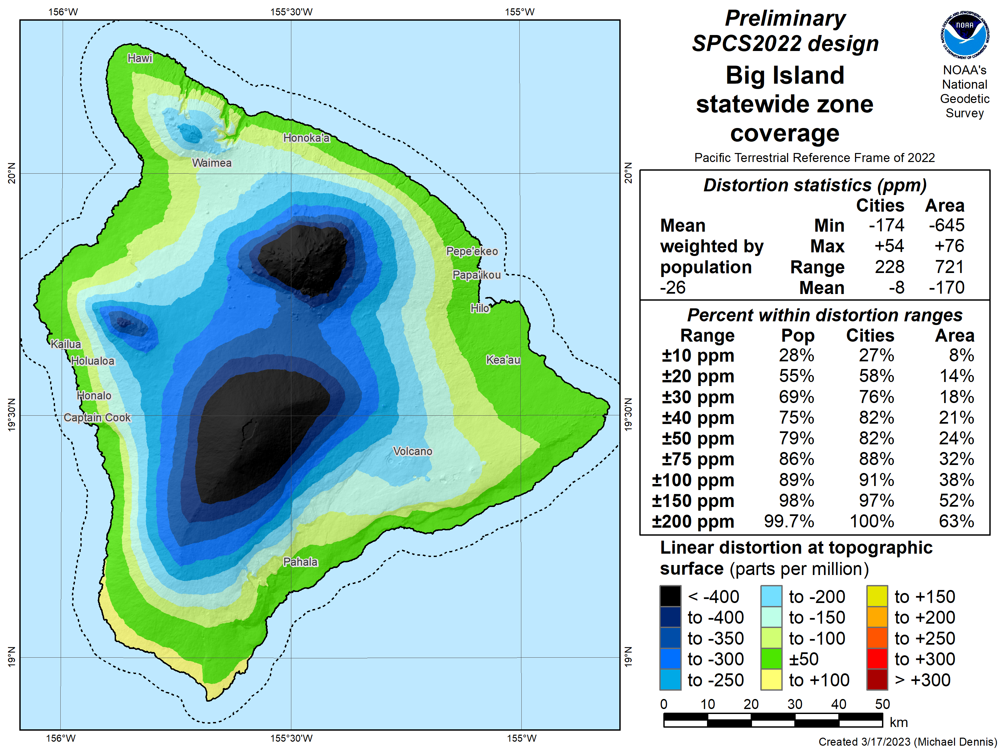 156°W
155°30'W
155°W
Preliminary
SPCS2022 design
Big Island
statewide zone
coverage
Pacific Terrestrial Reference Frame of 2022
NATIONAL OCEANIC AND ATMOSPHERIC ADMINISTRATION
NOAA
U.S. DEPARTMENT OF COMMERCE
NOAA's
National
Geodetic
Survey
Hawi
Honoka'a
Waimea
20°N
20°N
Pepe'ekeo
Papa'ikou
Hilo
Kailua
Holualoa
Kea'au
Honalo
Captain Cook
19°30'N
19°30'N
Volcano
Pahala
19°N
19°N
156°W
155°30'W
155°W
Distortion statistics (ppm)
Cities Area
Mean Min -174 -645
weighted by Max +54 +76
population Range 228 721
-26 Mean -8 -170
Percent within distortion ranges
Range Pop Cities Area
±10 ppm 28% 27% 8%
±20 ppm 55% 58% 14%
±30 ppm 69% 76% 18%
±40 ppm 75% 82% 21%
±50 ppm 79% 82% 24%
±75 ppm 86% 88% 32%
±100 ppm 89% 91% 38%
±150 ppm 98% 97% 52%
±200 ppm 99.7% 100% 63%
Linear distortion at topographic
surface (parts per million)
< -400 to -200 to +150
to -400 to -150 to +200
to -350 to -100 to +250
to -300 ±50 to +300
to -250 to +100 > +300
0 10 20 30 40 50
km
Created 3/17/2023 (Michael Dennis)